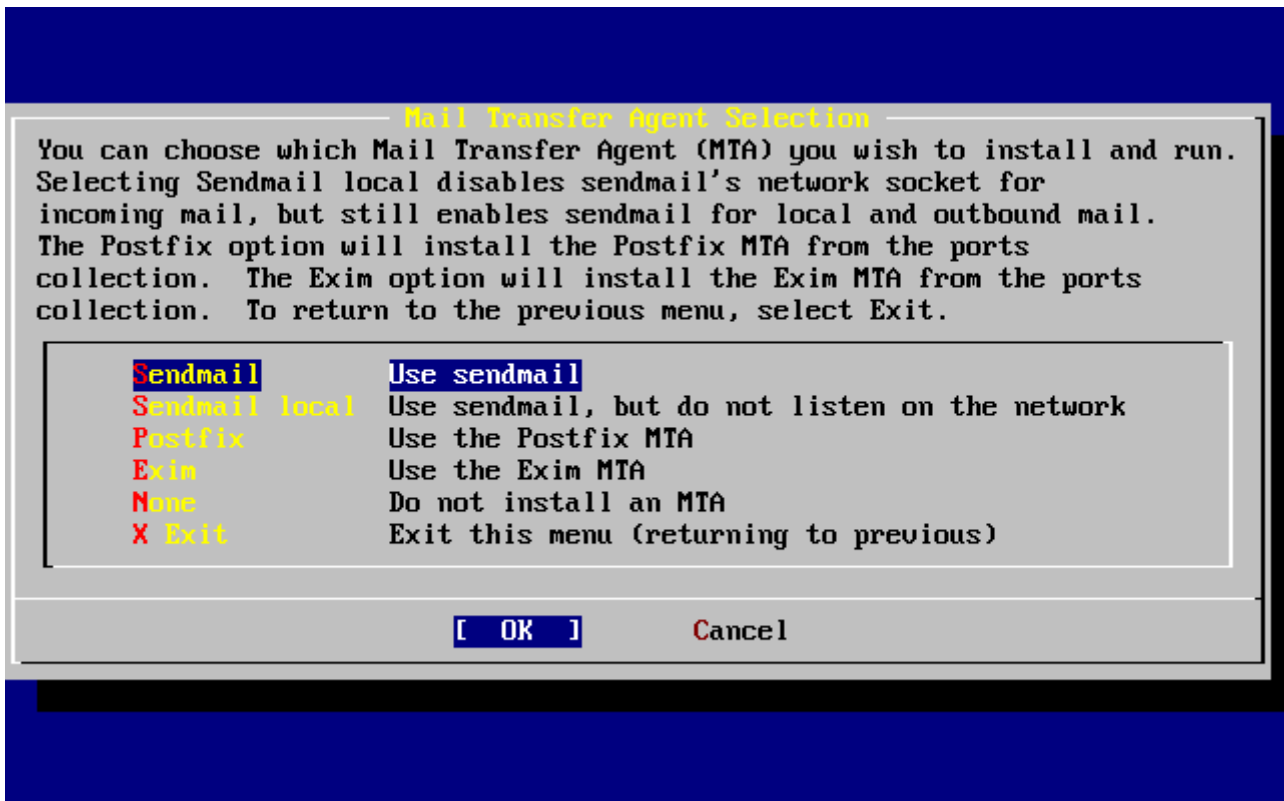 Mail Transfer Agent Selection
You can choose which Mail Transfer Agent (MTA) you wish to install and run.
Selecting Sendmail local disables sendmail's network socket for
incoming mail, but still enables sendmail for local and outbound mail.
The Postfix option will install the Postfix MTA from the ports
collection.  The Exim option will install the Exim MTA from the ports
collection.  To return to the previous menu, select Exit.
Sendmail Use sendmail
Sendmail local Use sendmail, but do not listen on the network
Postfix Use the Postfix MTA
Exim Use the Exim MTA
None Do not install an MTA
X Exit Exit this menu (returning to previous)
[ OK ] Cancel